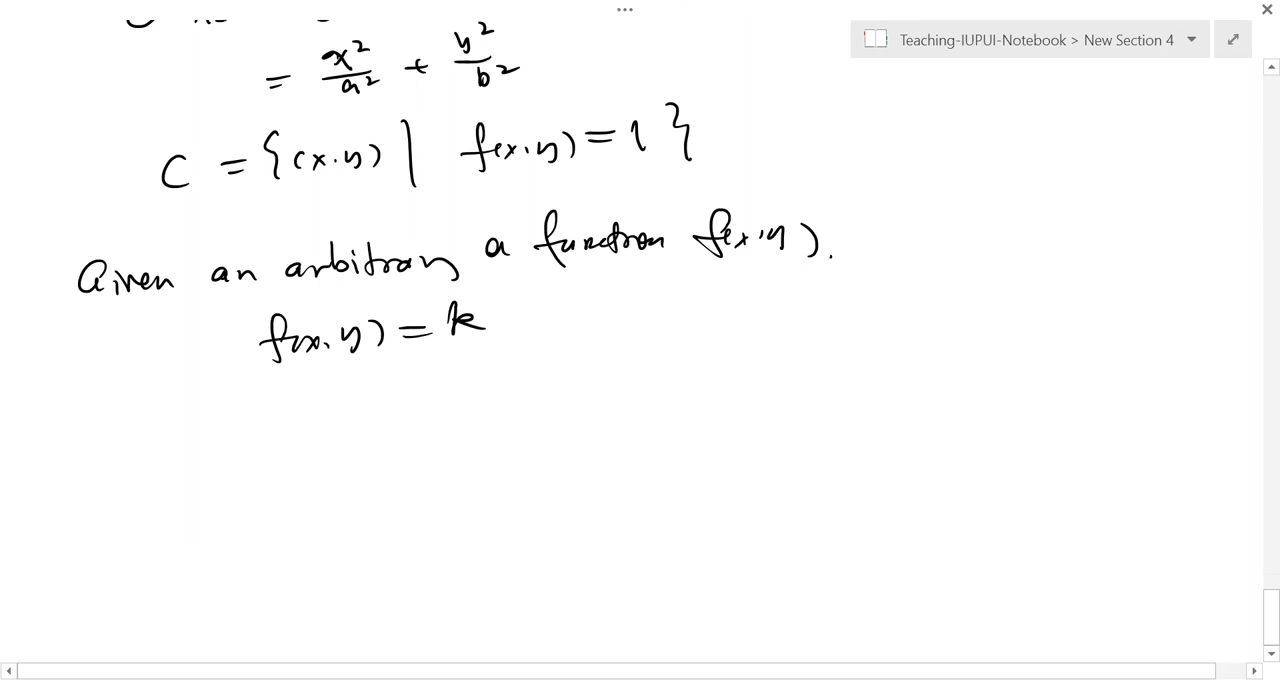 Teaching-IUPUI-Notebook > New Section 4
= x²/a² + y²/b²
C = {(x,y) | f(x,y) = 1}
Given an arbitrary a function f(x,y).
f(x,y) = k